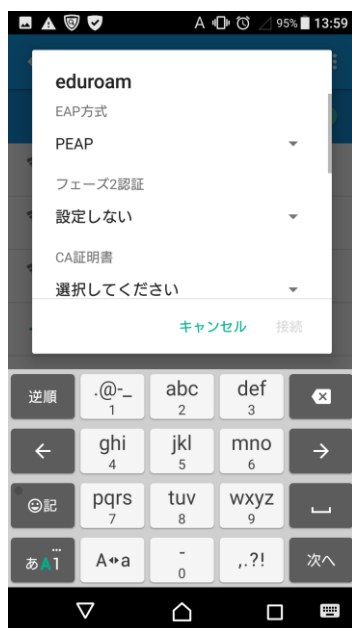 A 95% 13:59
eduroam
EAP方式
PEAP
フェーズ2認証
設定しない
CA証明書
選択してください
キャンセル 接続
逆順 .@-_ abc def
1 2 3
ghi jkl mno
4 5 6
記 pqrs tuv wxyz
7 8 9
あA1 A a - ,.?! 次へ
0